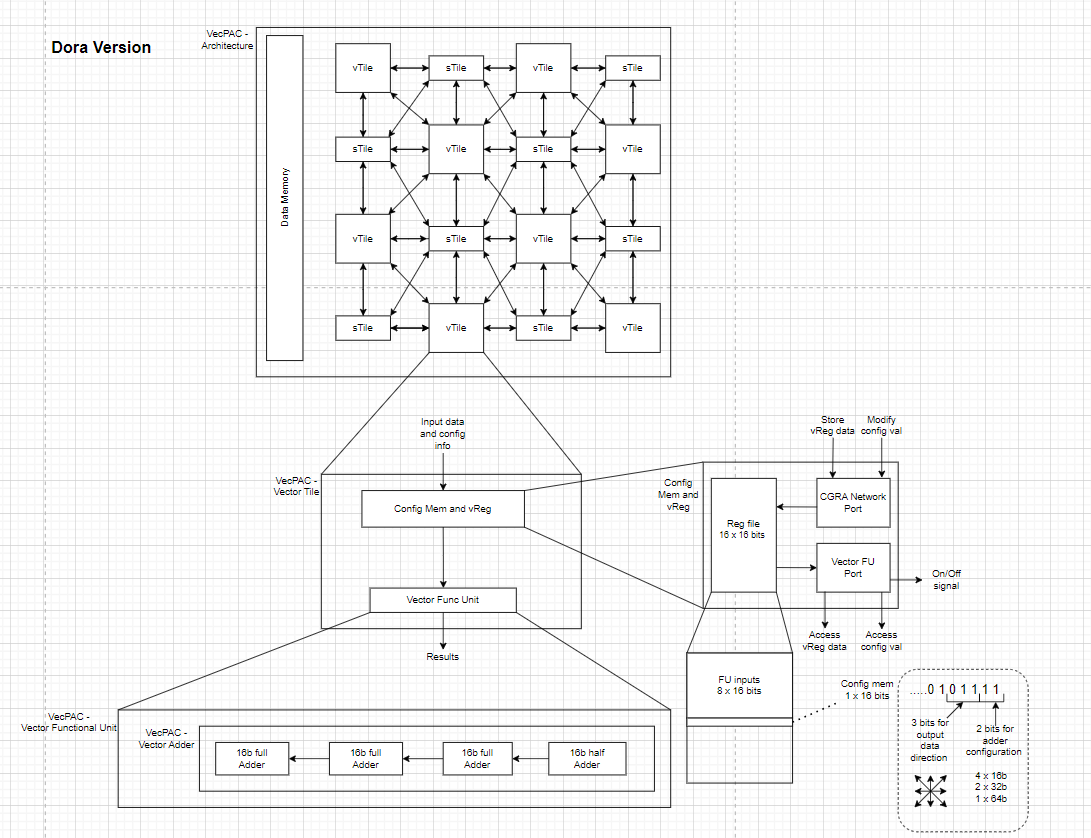 Dora Version
VecPAC -
Architecture
Data Memory
vTile
sTile
vTile
sTile
sTile
vTile
sTile
vTile
vTile
sTile
vTile
sTile
sTile
vTile
sTile
vTile
Input data
and config
info
VecPAC -
Vector Tile
Config Mem and vReg
Vector Func Unit
Results
Store
vReg data
Modify
config val
Config
Mem and
vReg
Reg file
16 x 16 bits
CGRA Network
Port
Vector FU
Port
On/Off
signal
Access
vReg data
Access
config val
FU inputs
8 x 16 bits
Config mem
1 x 16 bits
.....0 1 0 1 1 1 1
3 bits for
output
data
direction
2 bits for
adder
configuration
4 x 16b
2 x 32b
1 x 64b
VecPAC -
Vector Functional Unit
VecPAC -
Vector Adder
16b full
Adder
16b full
Adder
16b full
Adder
16b half
Adder